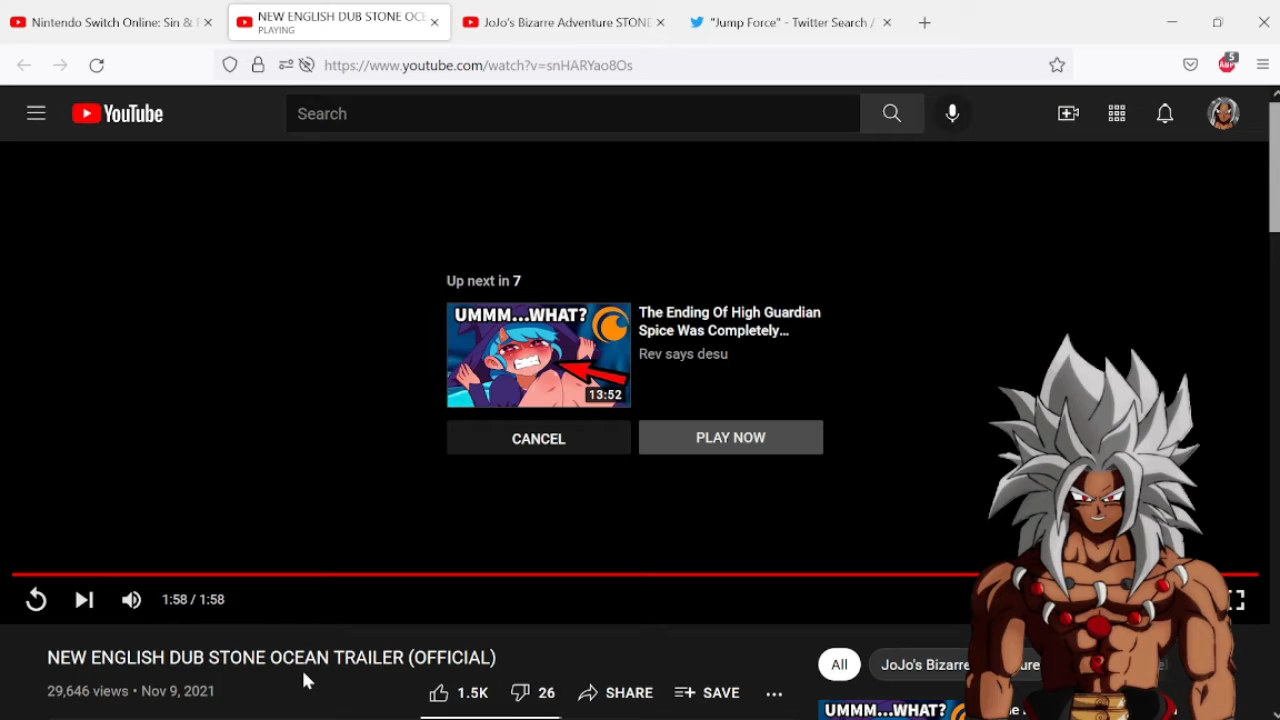 Nintendo Switch Online: Sin &
NEW ENGLISH DUB STONE OCE
PLAYING
JoJo's Bizarre Adventure STONE
"Jump Force" - Twitter Search /
https://www.youtube.com/watch?v=snHARYao8Os
5
ABP
YouTube
Search
Up next in 7
UMMM...WHAT?
13:52
The Ending Of High Guardian
Spice Was Completely...
Rev says desu
CANCEL
PLAY NOW
1:58 / 1:58
NEW ENGLISH DUB STONE OCEAN TRAILER (OFFICIAL)
29,646 views • Nov 9, 2021
1.5K
26
SHARE
SAVE
All
JoJo's Bizarre
ure
UMMM...WHAT?